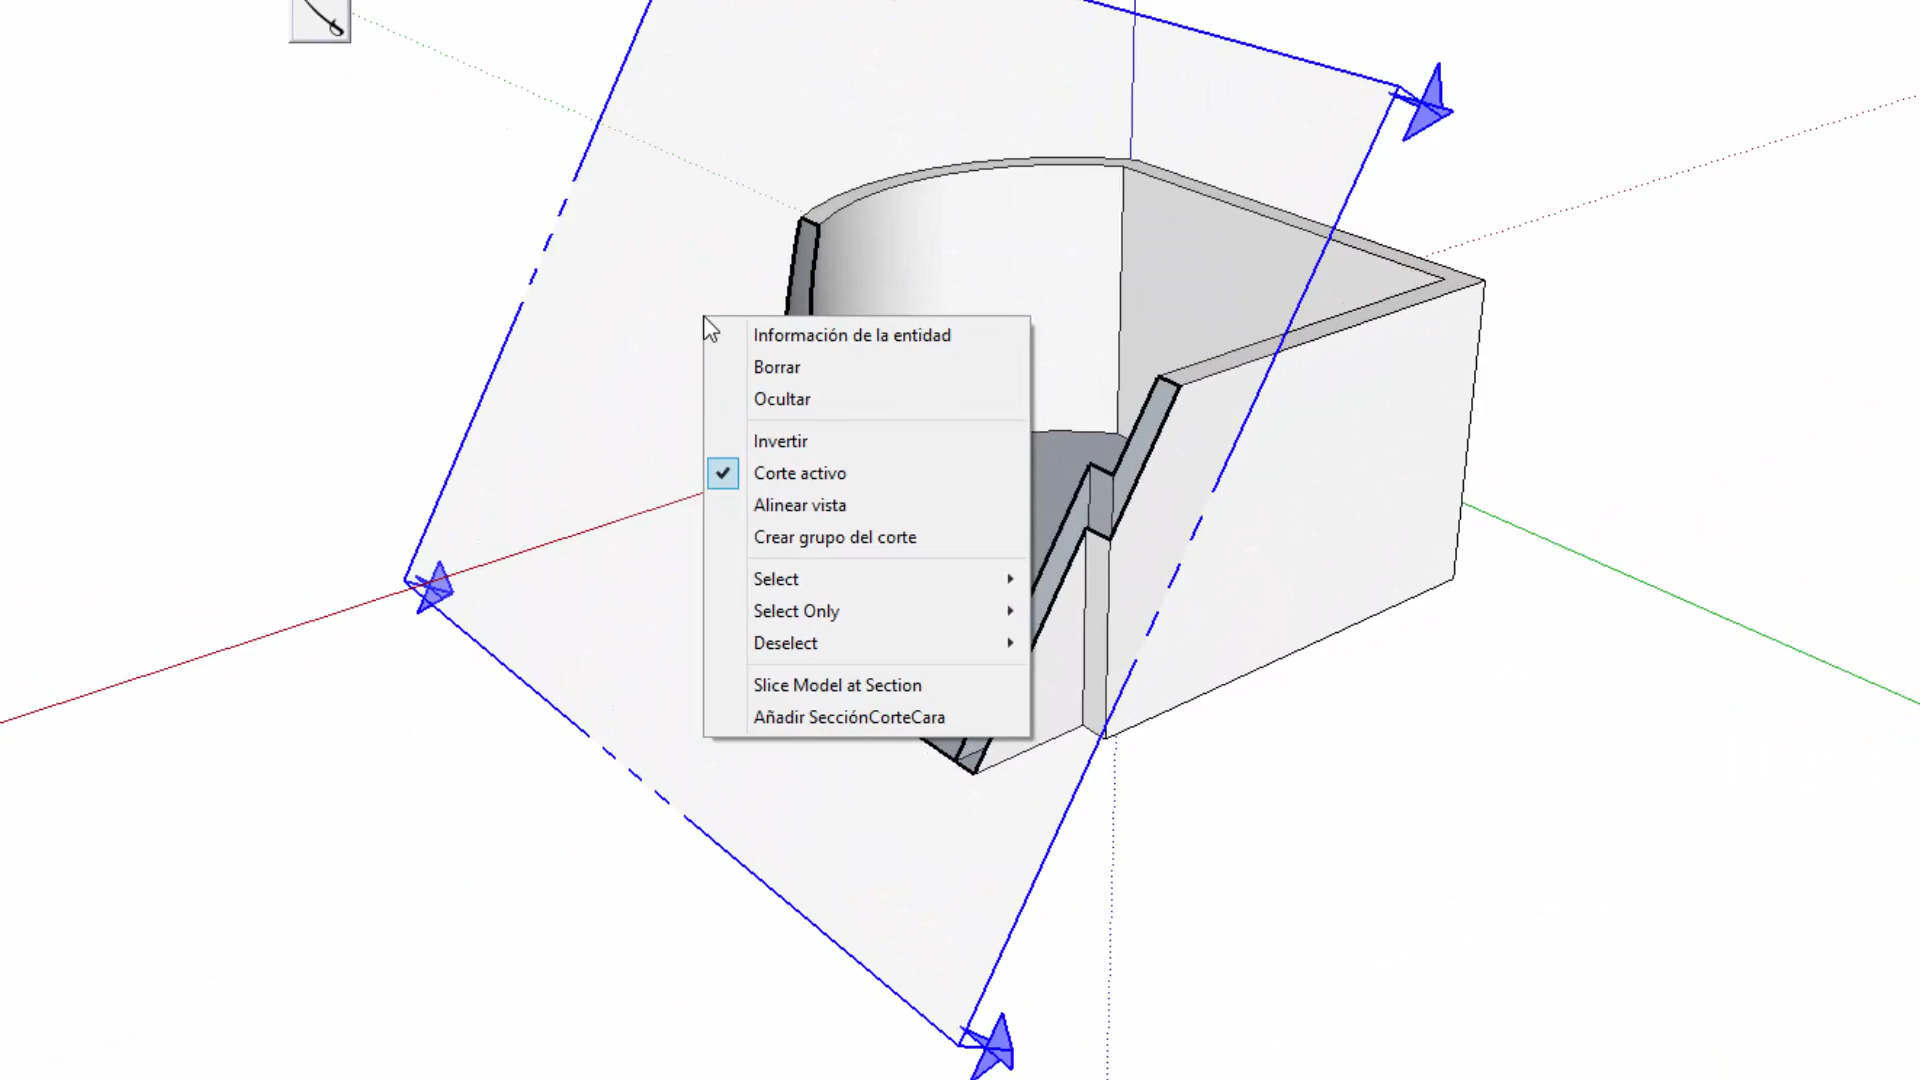 Información de la entidad
Borrar
Ocultar
Invertir
Corte activo
Alinear vista
Crear grupo del corte
Select
Select Only
Deselect
Slice Model at Section
Añadir SecciónCorteCara